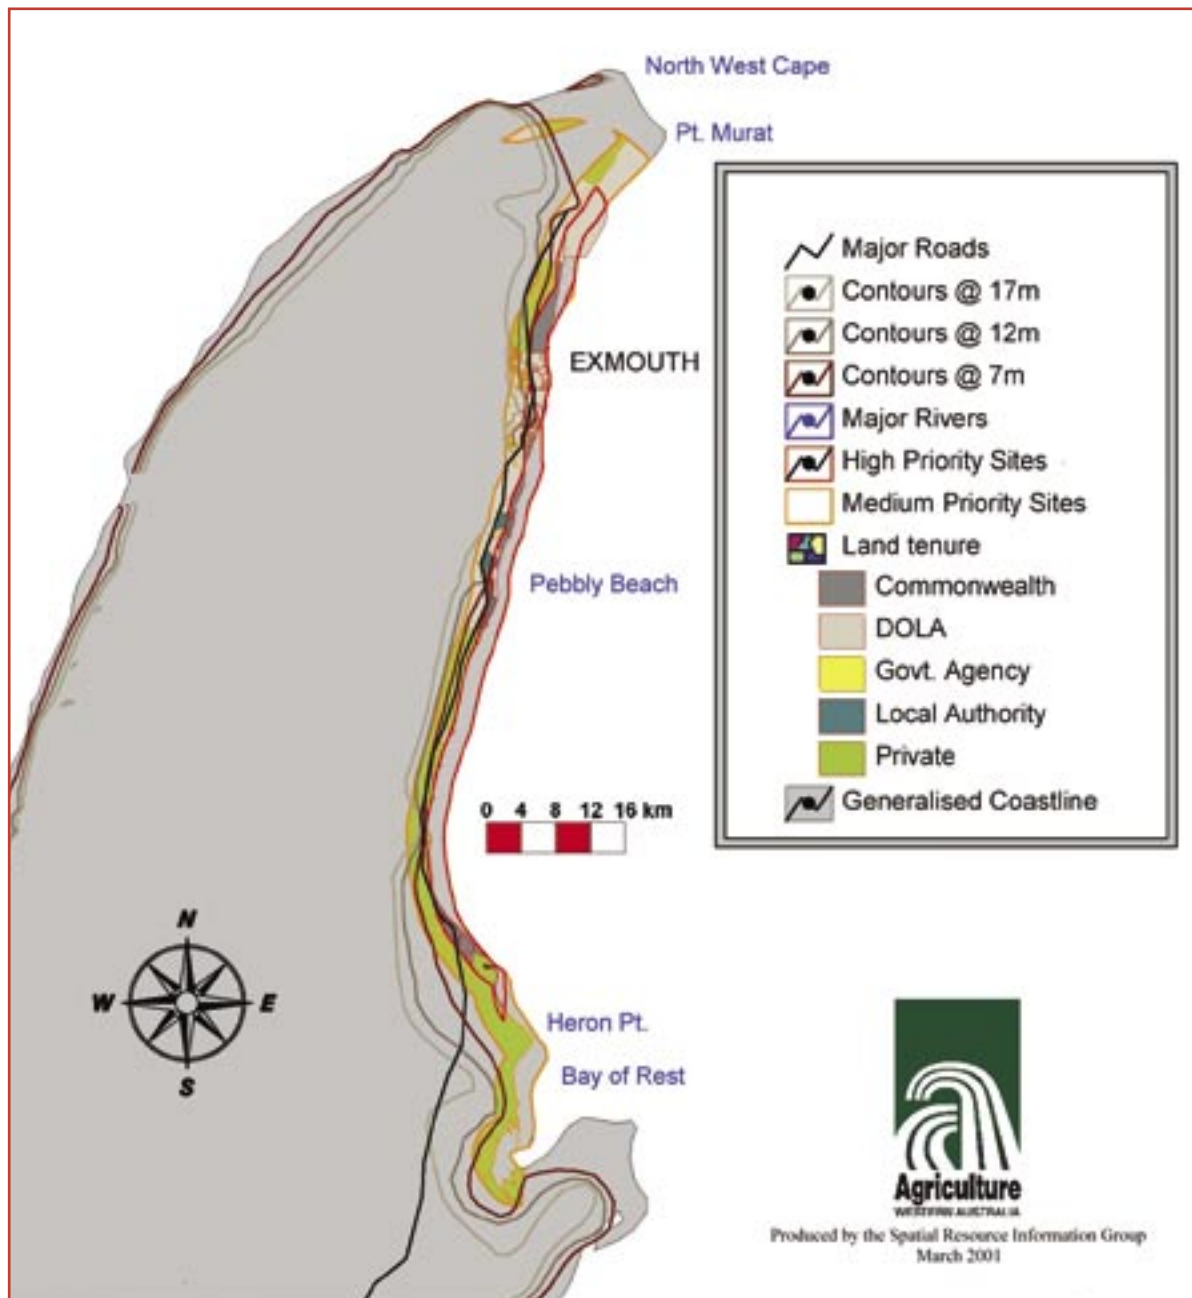 North West Cape
Pt. Murat
EXMOUTH
Pebbly Beach
0 4 8 12 16 km
Heron Pt.
Bay of Rest
N
W
E
S
Major Roads
Contours @ 17m
Contours @ 12m
Contours @ 7m
Major Rivers
High Priority Sites
Medium Priority Sites
Land tenure
Commonwealth
DOLA
Govt. Agency
Local Authority
Private
Generalised Coastline
Agriculture
WESTERN AUSTRALIA
Produced by the Spatial Resource Information Group
March 2001